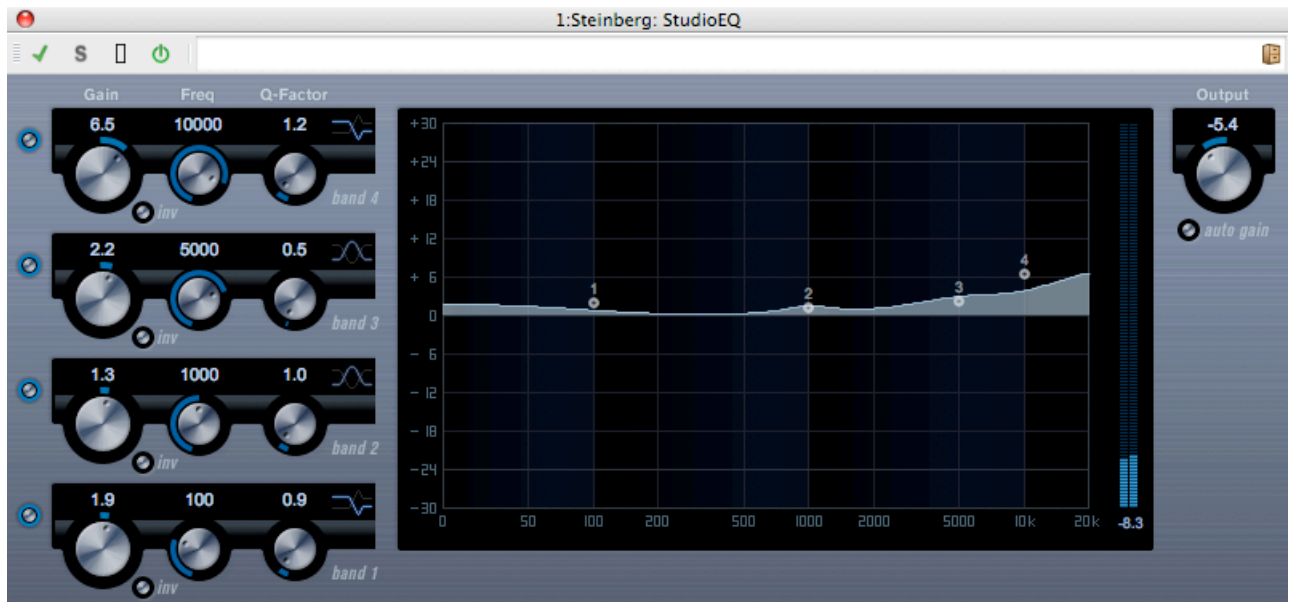 1:Steinberg: StudioEQ
S
Gain Freq Q-Factor
6.5 10000 1.2
inv band 4
2.2 5000 0.5
inv band 3
1.3 1000 1.0
inv band 2
1.9 100 0.9
inv band 1
+30
+24
+18
+12
+ 6
0
- 6
-12
-18
-24
-30
1 2 3 4
0 50 100 200 500 1000 2000 5000 10k 20k
-8.3
Output
-5.4
auto gain